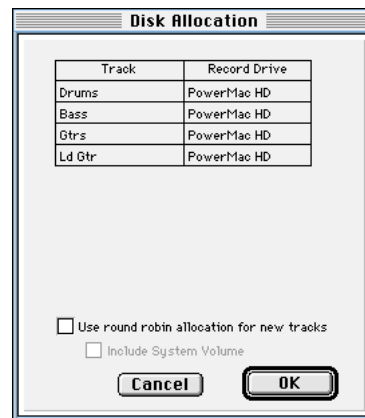 Disk Allocation
Track Record Drive
Drums PowerMac HD
Bass PowerMac HD
Gtrs PowerMac HD
Ld Gtr PowerMac HD
Use round robin allocation for new tracks
Include System Volume
Cancel OK